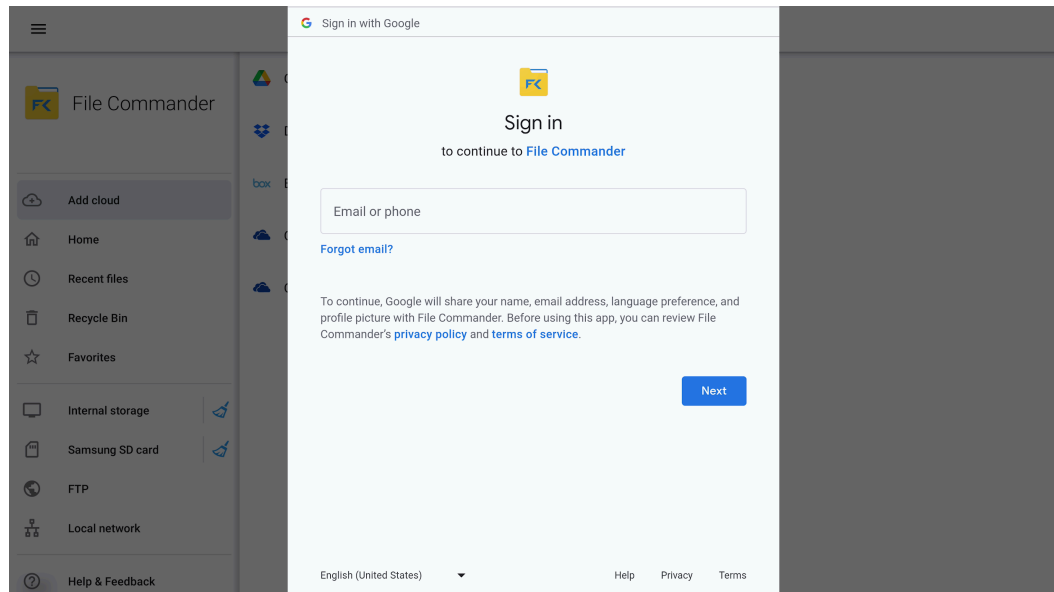 Sign in with Google
FC
File Commander
Add cloud
Home
Recent files
Recycle Bin
Favorites
Internal storage
Samsung SD card
FTP
Local network
Help & Feedback
box
Sign in
to continue to File Commander
Email or phone
Forgot email?
To continue, Google will share your name, email address, language preference, and
profile picture with File Commander. Before using this app, you can review File
Commander's privacy policy and terms of service.
Next
English (United States)
Help Privacy Terms